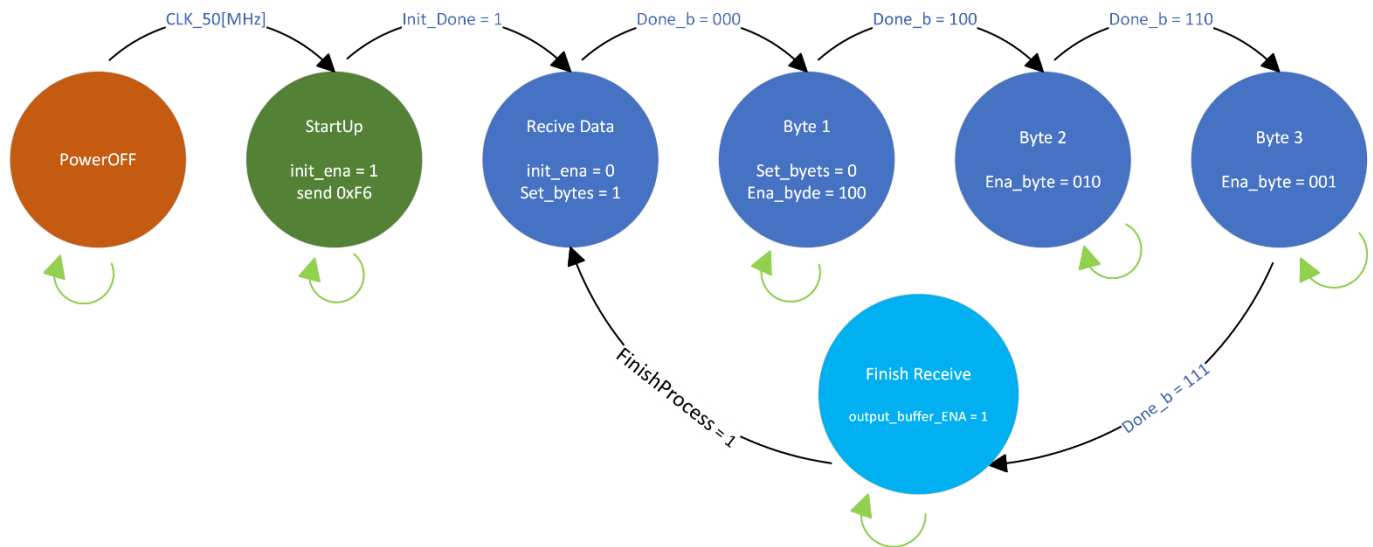 CLK_50[MHz]
Init_Done = 1
Done_b = 000
Done_b = 100
Done_b = 110
PowerOFF
StartUp
init_ena = 1
send 0xF6
Recive Data
init_ena = 0
Set_bytes = 1
Byte 1
Set_byets = 0
Ena_byde = 100
Byte 2
Ena_byte = 010
Byte 3
Ena_byte = 001
FinishProcess = 1
Finish Receive
output_buffer_ENA = 1
Done_b = 111